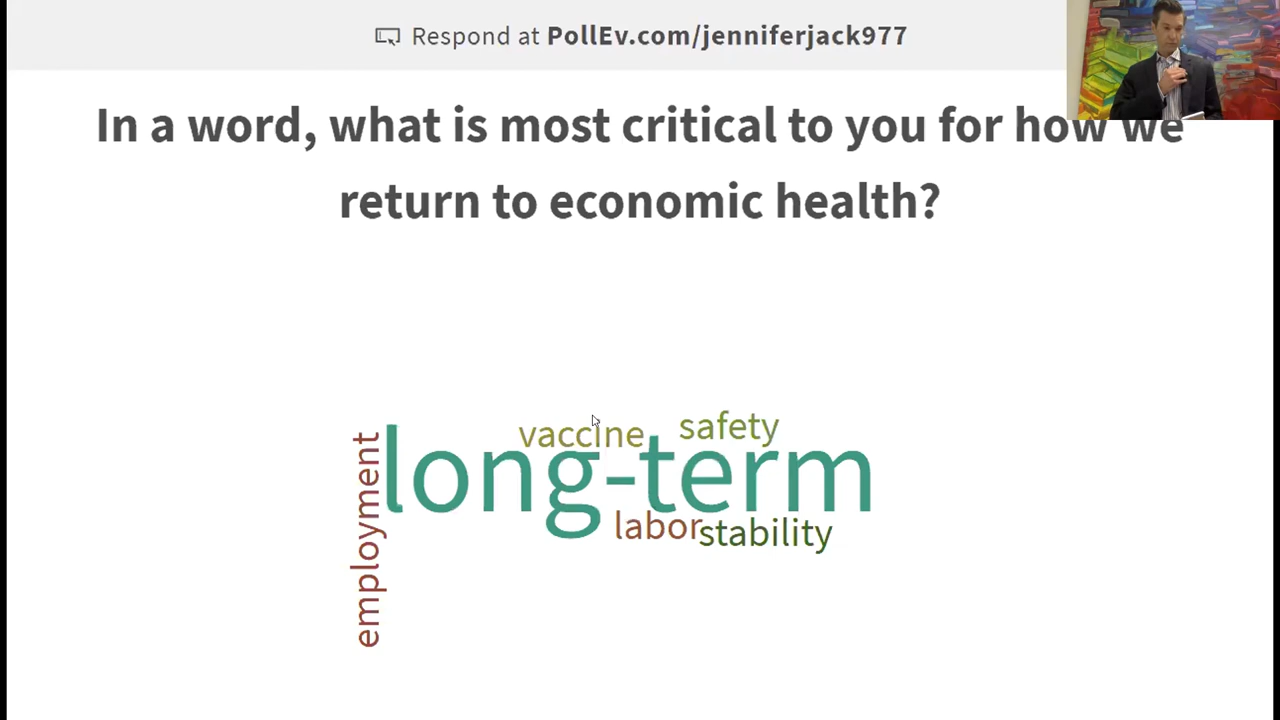 Respond at PollEv.com/jenniferjack977
In a word, what is most critical to you for how we
return to economic health?
vaccine
safety
long-term
employment
labor
stability